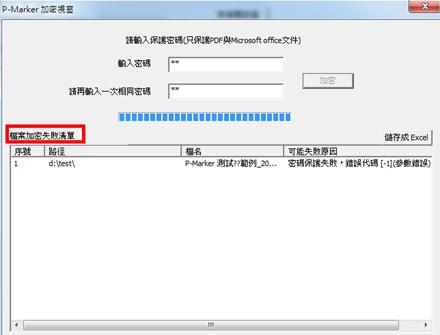 P-Marker 加密視窗
請輸入保護密碼(只保護PDF與Microsoft office文件)
輸入密碼 **
請再輸入一次相同密碼 **
加密
檔案加密失敗清單
儲存成 Excel
序號 路徑 檔名 可能失敗原因
1 d:\test\ P-Marker 測試??範例_20... 密碼保護失敗，錯誤代碼 [-1](參數錯誤)